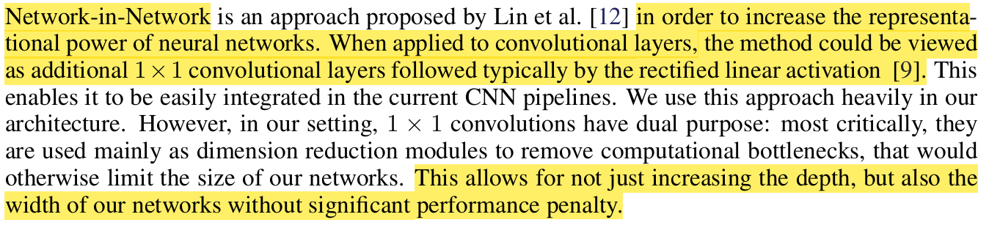 Network-in-Network is an approach proposed by Lin et al. [12] in order to increase the representa-
tional power of neural networks. When applied to convolutional layers, the method could be viewed
as additional 1 × 1 convolutional layers followed typically by the rectified linear activation [9]. This
enables it to be easily integrated in the current CNN pipelines. We use this approach heavily in our
architecture. However, in our setting, 1 × 1 convolutions have dual purpose: most critically, they
are used mainly as dimension reduction modules to remove computational bottlenecks, that would
otherwise limit the size of our networks. This allows for not just increasing the depth, but also the
width of our networks without significant performance penalty.